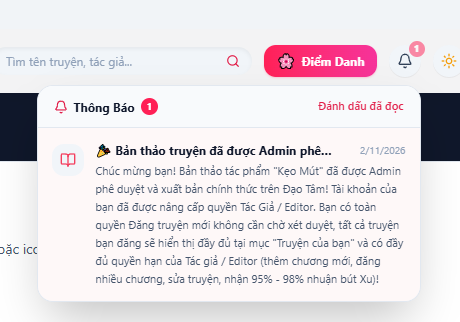 Tìm tên truyện, tác giả...
Điểm Danh
1
Thông Báo 1
Đánh dấu đã đọc
Bản thảo truyện đã được Admin phê...
2/11/2026
Chúc mừng bạn! Bản thảo tác phẩm "Kẹo Mút" đã được Admin
phê duyệt và xuất bản chính thức trên Đạo Tâm! Tài khoản của
bạn đã được nâng cấp quyền Tác Giả / Editor. Bạn có toàn
quyền Đăng truyện mới không cần chờ xét duyệt, tất cả truyện
bạn đăng sẽ hiển thị đầy đủ tại mục "Truyện của bạn" và có đầy
đủ quyền hạn của Tác giả / Editor (thêm chương mới, đăng
nhiều chương, sửa truyện, nhận 95% - 98% nhuận bút Xu)!